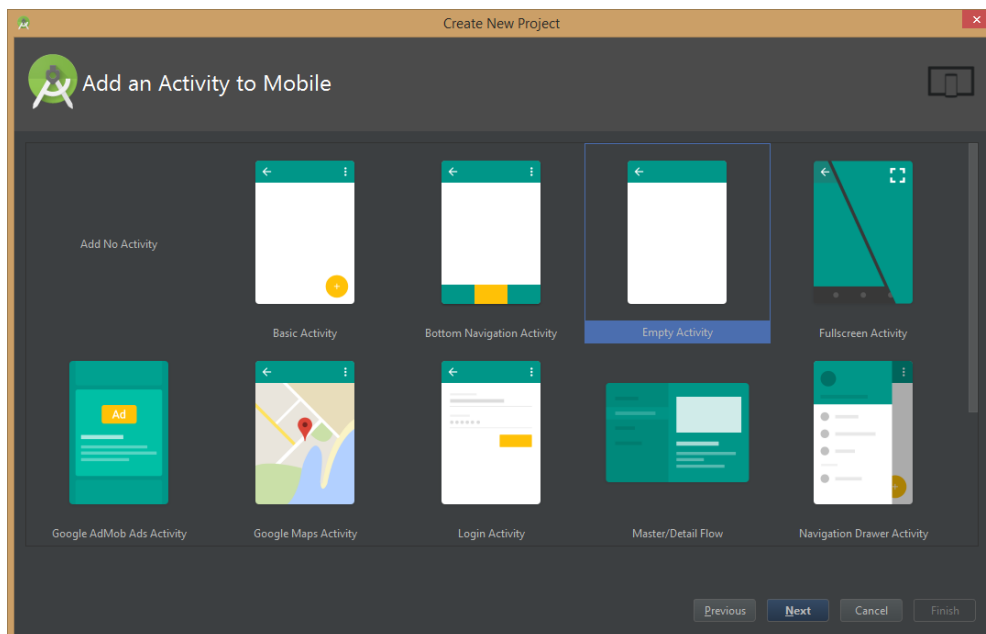 Create New Project
Add an Activity to Mobile
Add No Activity
Basic Activity
Bottom Navigation Activity
Empty Activity
Fullscreen Activity
Ad
Google AdMob Ads Activity
Google Maps Activity
Login Activity
Master/Detail Flow
Navigation Drawer Activity
Previous
Next
Cancel
Finish